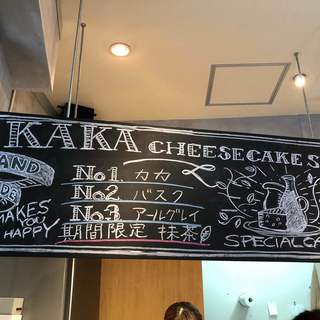 KAKA CHEESECAKE S
AND
MAKES
YOU
HAPPY
No.1 カカ
No.2 バスク
No.3 アールグレイ
期間限定 抹茶
SPECIAL CA